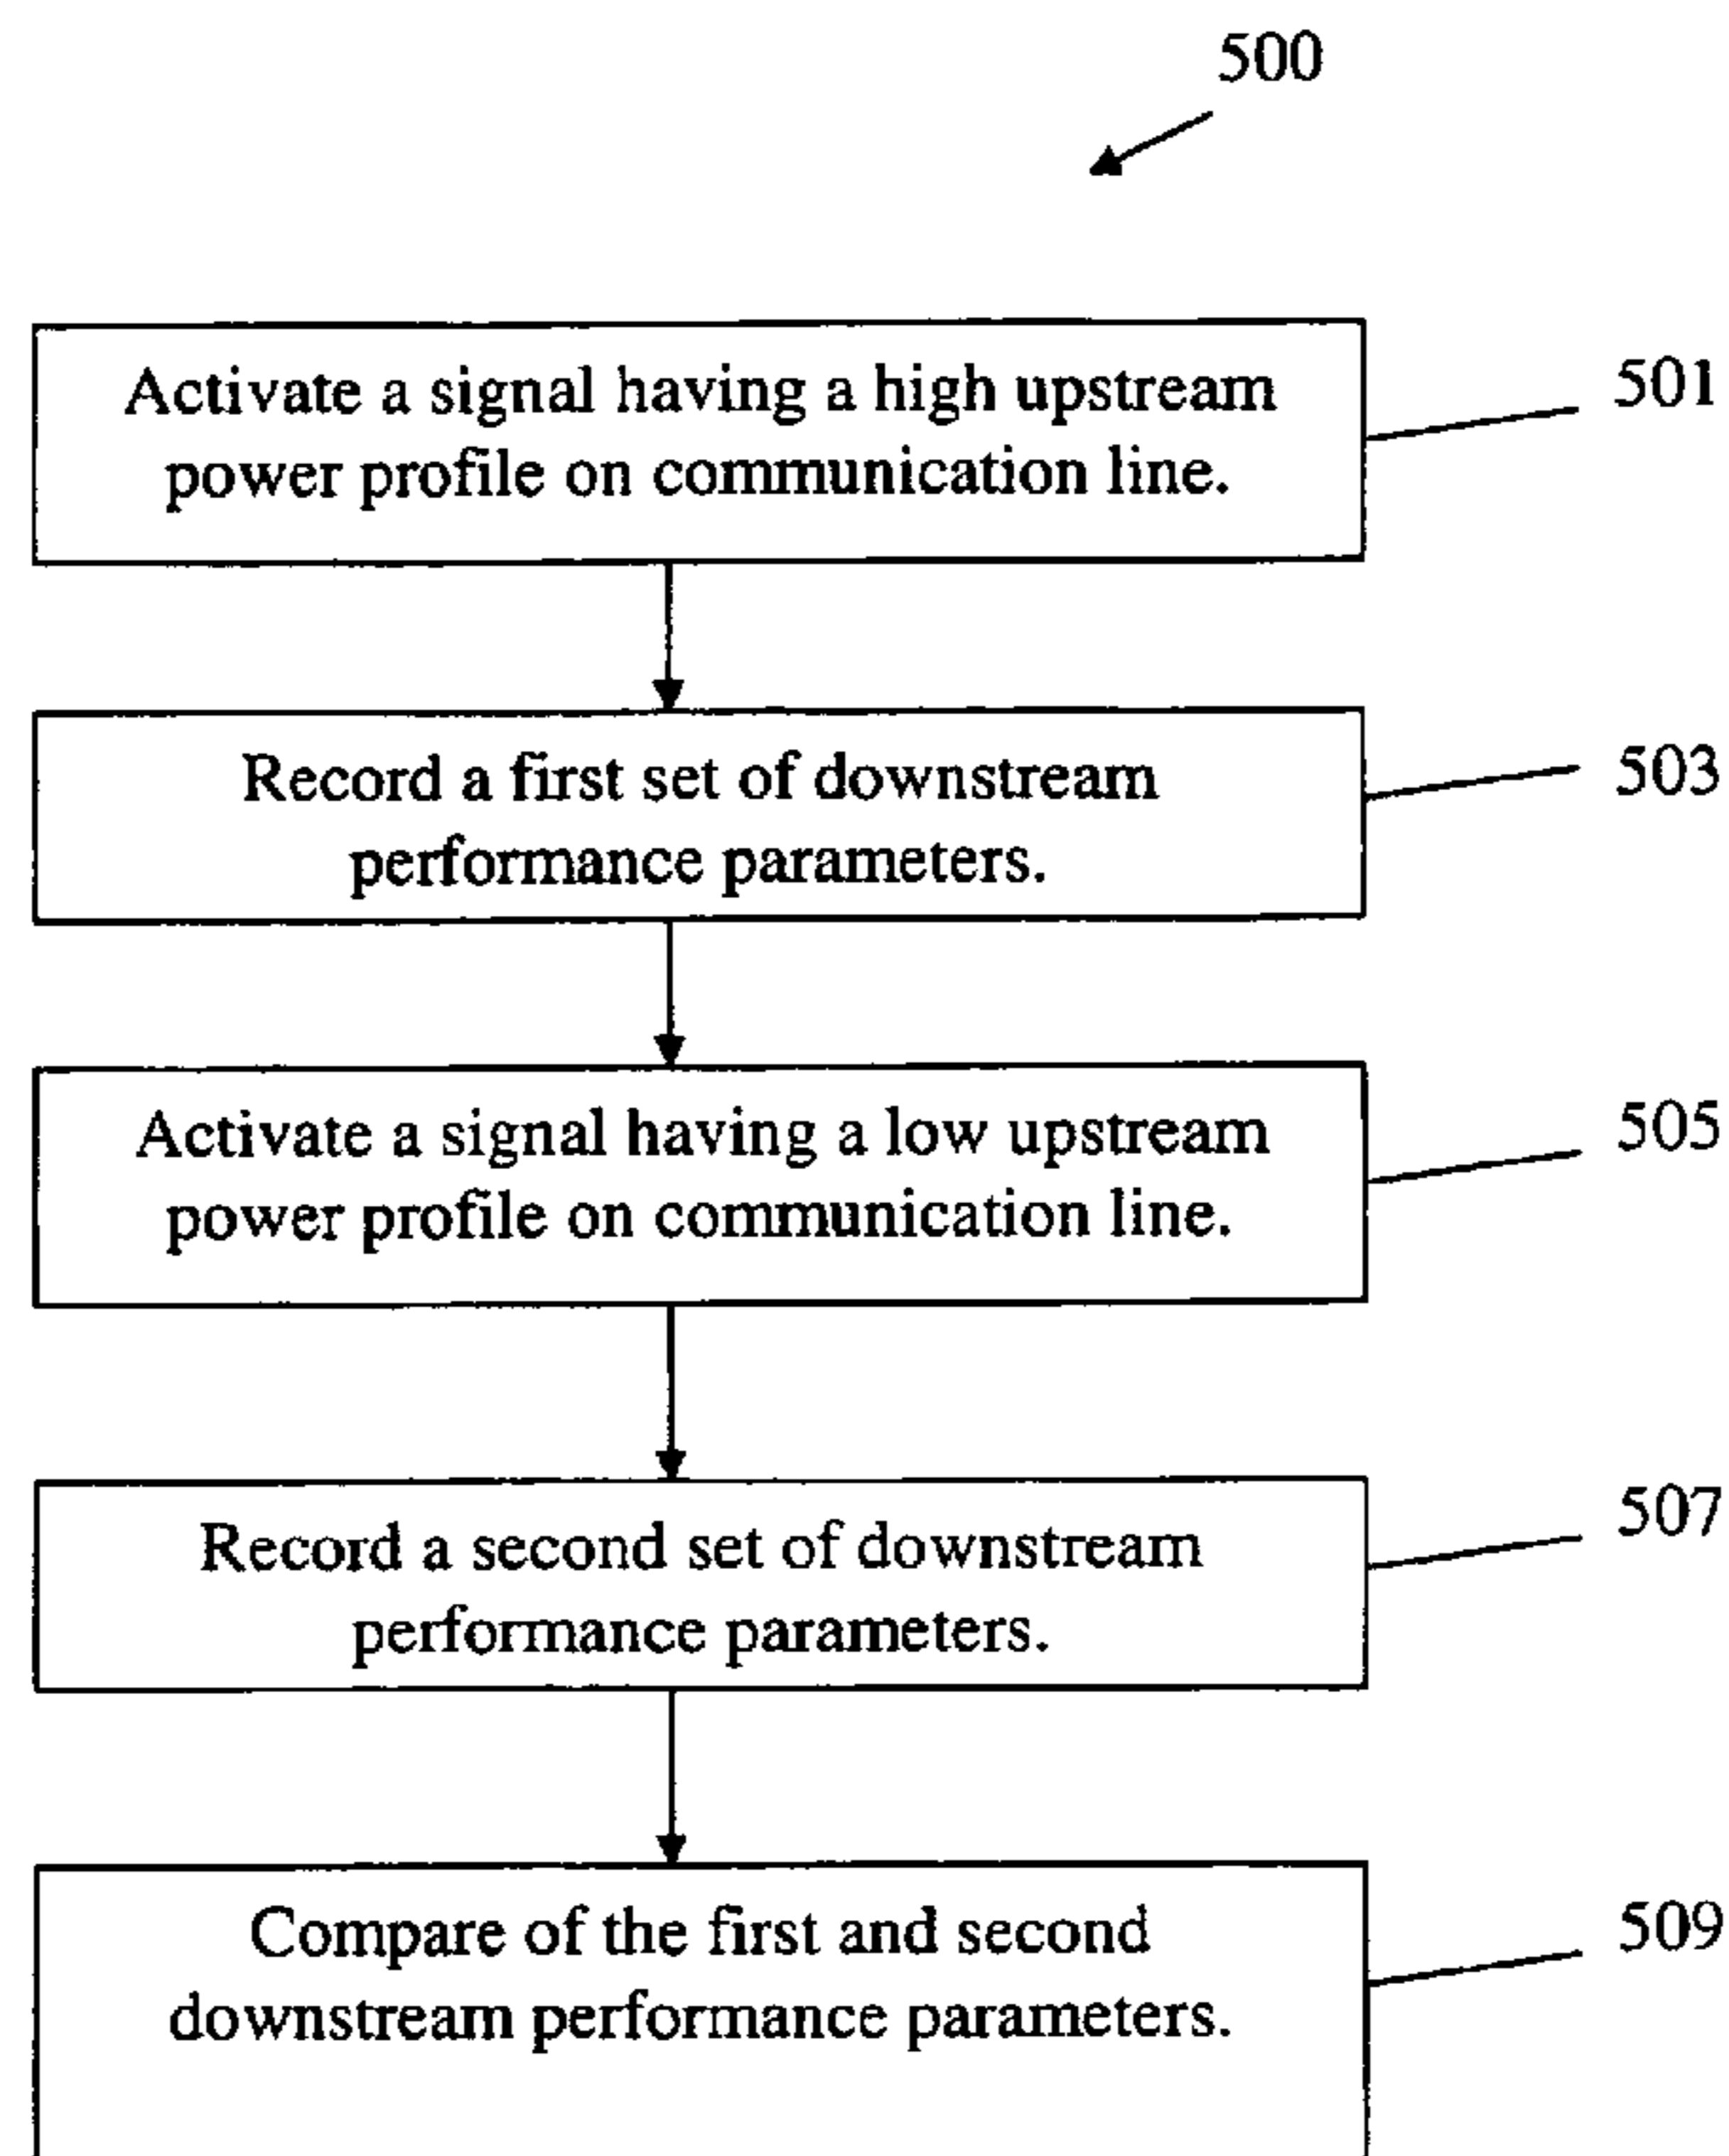 500
Activate a signal having a high upstream
power profile on communication line.
501
Record a first set of downstream
performance parameters.
503
Activate a signal having a low upstream
power profile on communication line.
505
Record a second set of downstream
performance parameters.
507
Compare of the first and second
downstream performance parameters.
509